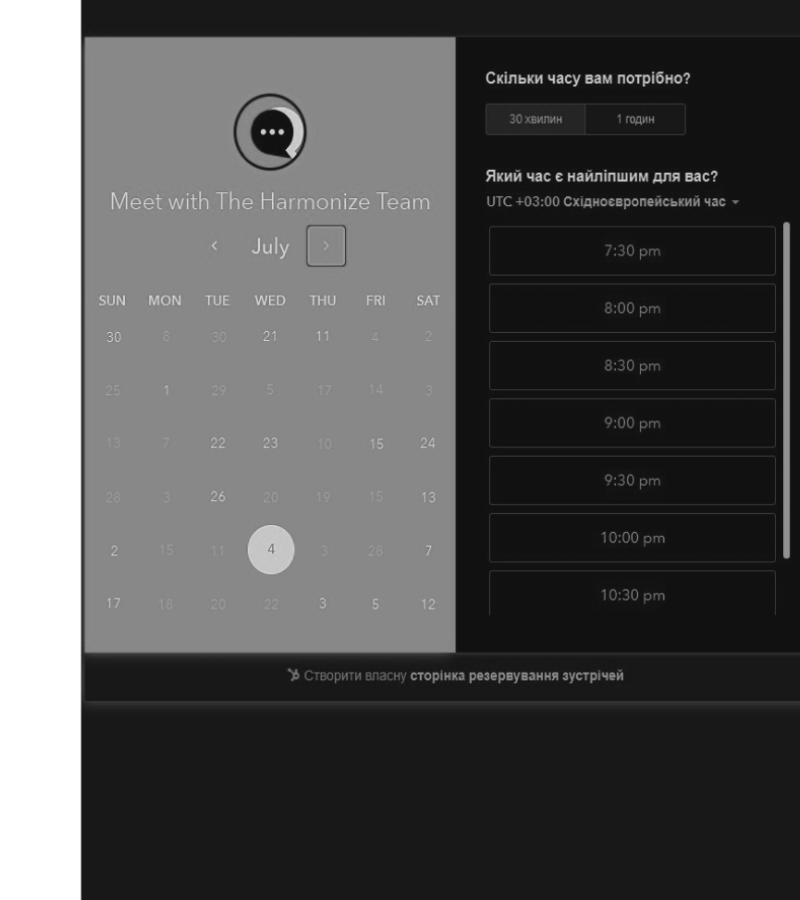 Meet with The Harmonize Team
July
SUN MON TUE WED THU FRI SAT
30 8 30 21 11 4 2
25 1 29 5 17 14 3
13 7 22 23 10 15 24
28 3 26 20 19 15 13
2 15 11 4 3 28 7
17 18 20 22 3 5 12
Скільки часу вам потрібно?
30 хвилин 1 годин
Який час є найліпшим для вас?
UTC +03:00 Східноєвропейський час
7:30 pm
8:00 pm
8:30 pm
9:00 pm
9:30 pm
10:00 pm
10:30 pm
Створити власну сторінка резервування зустрічей